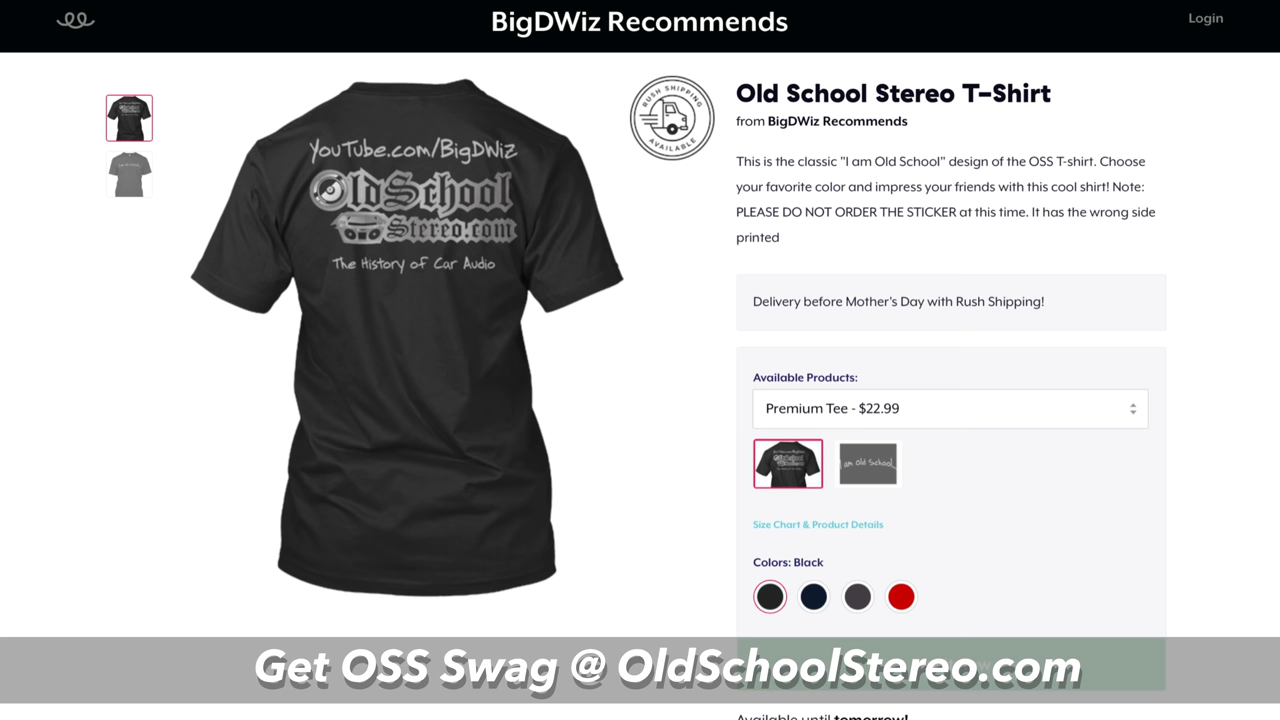 BigDWiz Recommends
Login
YouTube.com/BigDWiz
OldSchool
Stereo.com
The History of Car Audio
RUSH SHIPPING
AVAILABLE
Old School Stereo T-Shirt
from BigDWiz Recommends
This is the classic "I am Old School" design of the OSS T-shirt. Choose
your favorite color and impress your friends with this cool shirt! Note:
PLEASE DO NOT ORDER THE STICKER at this time. It has the wrong side
printed
Delivery before Mother's Day with Rush Shipping!
Available Products:
Premium Tee - $22.99
I am Old School
Size Chart & Product Details
Colors: Black
Get OSS Swag @ OldSchoolStereo.com
Available until tomorrow!